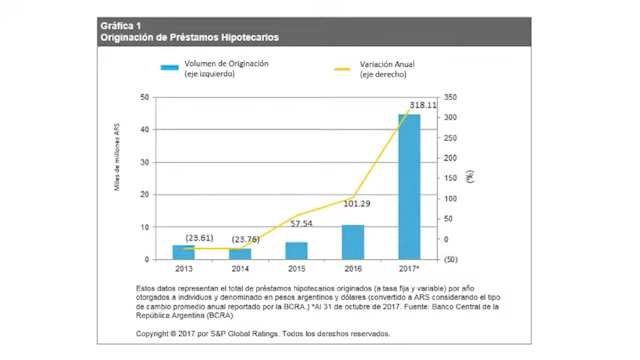 Gráfica 1
Originación de Préstamos Hipotecarios
Volumen de Originación
(eje izquierdo)
Variación Anual
(eje derecho)
50
40
30
20
10
0
Miles de millones ARS
350
300
250
200
150
100
50
0
(50)
(%)
(23.61)
(23.76)
57.54
101.29
318.11
2013
2014
2015
2016
2017*
Estos datos representan el total de préstamos hipotecarios originados (a tasa fija y variable) por año
otorgados a individuos y denominado en pesos argentinos y dólares (convertido a ARS considerando el tipo
de cambio promedio anual reportado por la BCRA.) *Al 31 de octubre de 2017. Fuente: Banco Central de la
República Argentina (BCRA).
Copyright © 2017 por S&P Global Ratings. Todos los derechos reservados.